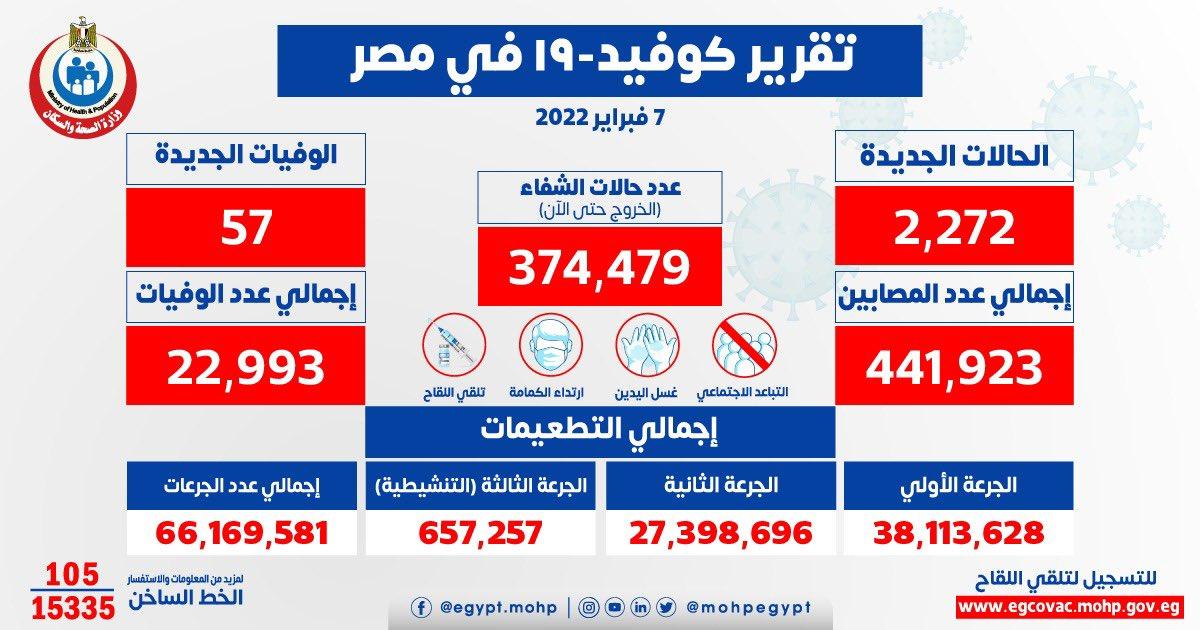 تقرير كوفيد-١٩ في مصر
7 فبراير 2022
Ministry of Health & Population
وزارة الصحة والسكان
الحالات الجديدة
2,272
إجمالي عدد المصابين
441,923
عدد حالات الشفاء
(الخروج حتى الآن)
374,479
الوفيات الجديدة
57
إجمالي عدد الوفيات
22,993
التباعد الاجتماعي
غسل اليدين
ارتداء الكمامة
تلقي اللقاح
إجمالي التطعيمات
الجرعة الأولي
38,113,628
الجرعة الثانية
27,398,696
الجرعة الثالثة (التنشيطية)
657,257
إجمالي عدد الجرعات
66,169,581
للتسجيل لتلقي اللقاح
www.egcovac.mohp.gov.eg
@egypt.mohp | @mohpegypt
لمزيد من المعلومات والاستفسار
الخط الساخن
105
15335